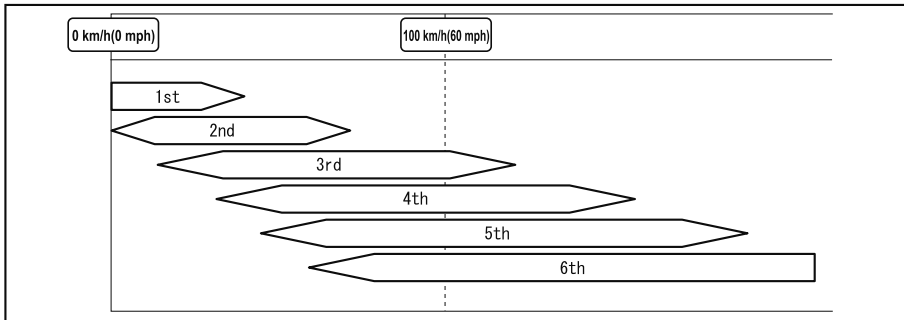 0 km/h(0 mph) 100 km/h(60 mph)
1st
2nd
3rd
4th
5th
6th